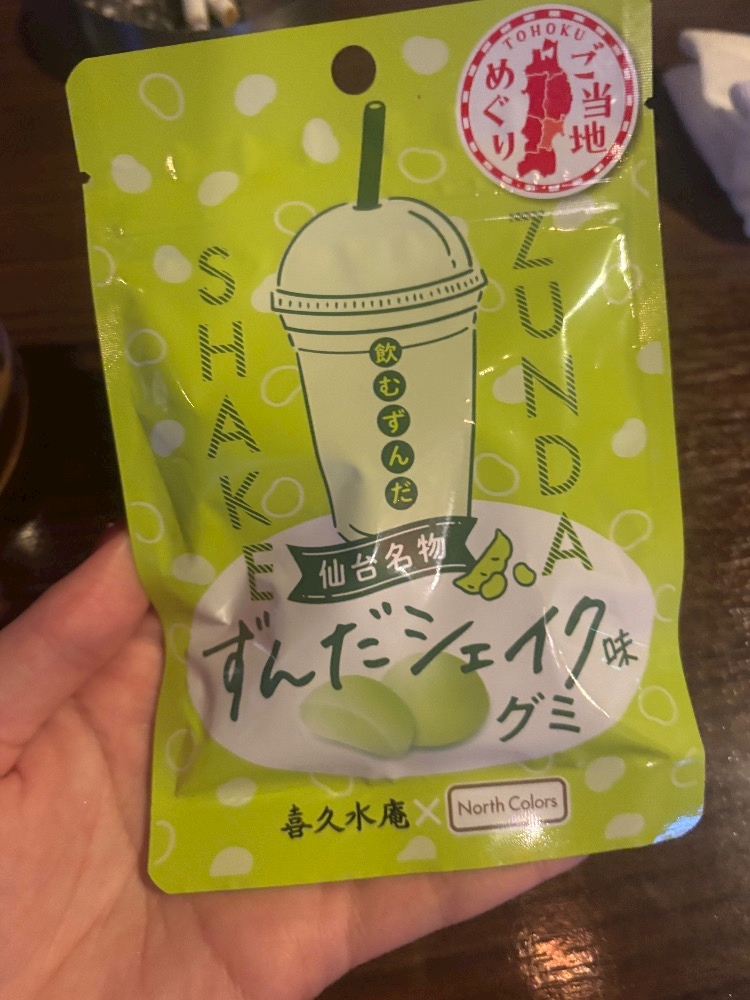 TOHOKU
ご当地
めぐり
SHAKE
ZUNDA
飲むずんだ
仙台名物
ずんだシェイク味
グミ
喜久水庵×North Colors